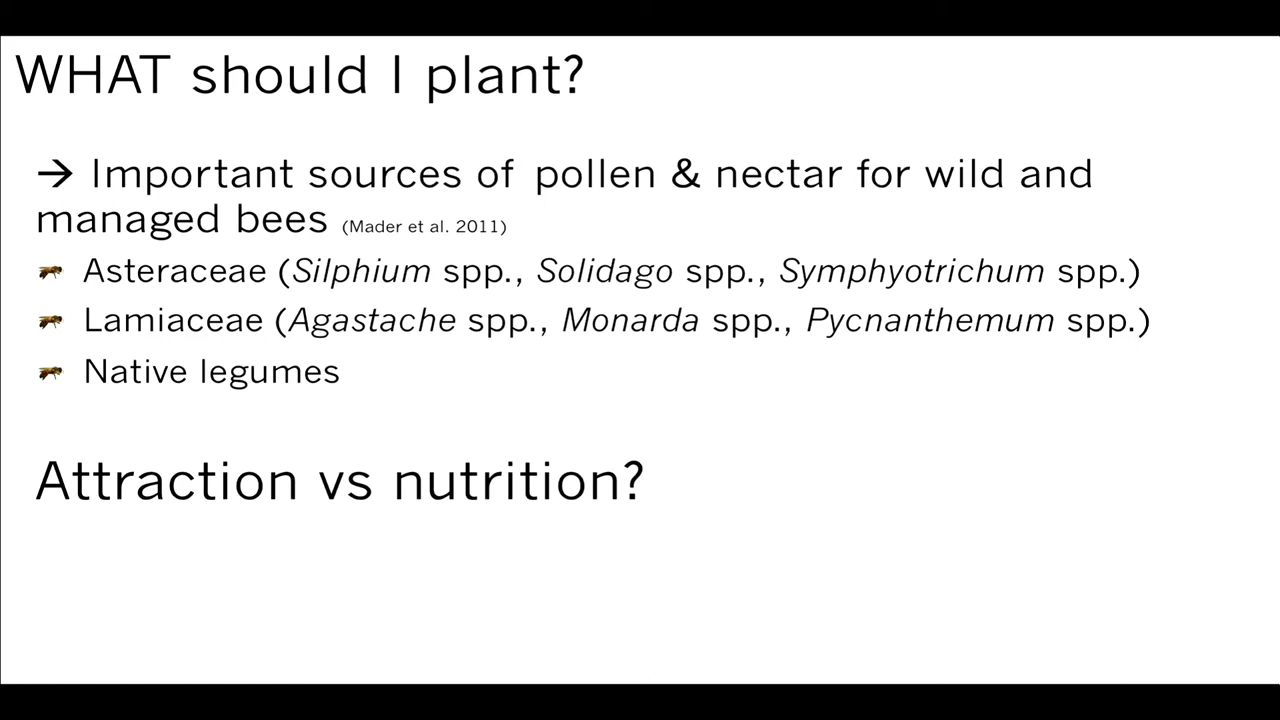 WHAT should I plant?
→ Important sources of pollen & nectar for wild and
managed bees (Mader et al. 2011)
Asteraceae (Silphium spp., Solidago spp., Symphyotrichum spp.)
Lamiaceae (Agastache spp., Monarda spp., Pycnanthemum spp.)
Native legumes
Attraction vs nutrition?